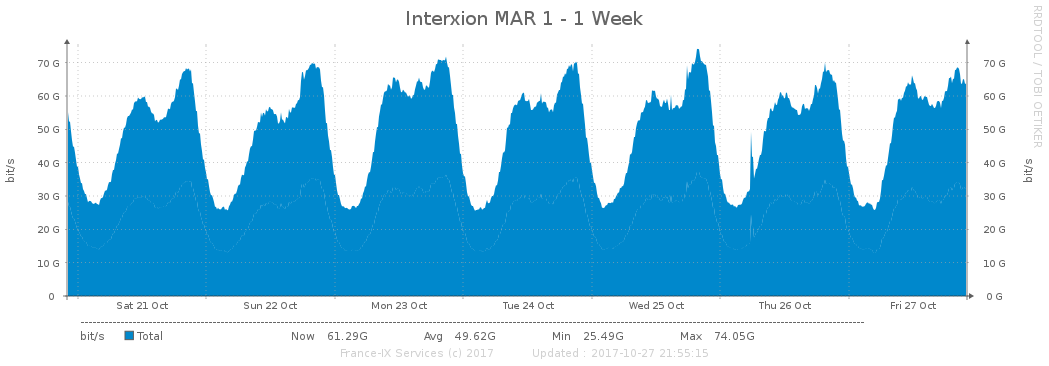 Interxion MAR 1 - 1 Week
RRDTOOL / TOBI OETIKER
bit/s
70 G 70 G
60 G 60 G
50 G 50 G
40 G 40 G
30 G 30 G
20 G 20 G
10 G 10 G
0 0 G
bit/s
Sat 21 Oct Sun 22 Oct Mon 23 Oct Tue 24 Oct Wed 25 Oct Thu 26 Oct Fri 27 Oct
bit/s Total Now 61.29G Avg 49.62G Min 25.49G Max 74.05G
France-IX Services (c) 2017 Updated : 2017-10-27 21:55:15